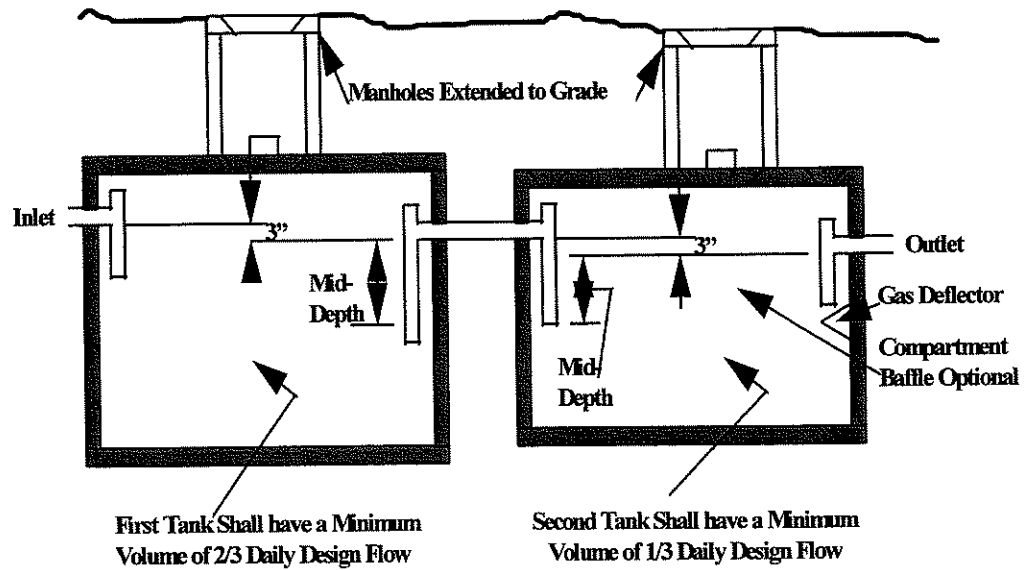 Manholes Extended to Grade
Inlet
3”
Mid-
Depth
3”
Outlet
Gas Deflector
Mid-
Depth
Compartment
Baffle Optional
First Tank Shall have a Minimum
Volume of 2/3 Daily Design Flow
Second Tank Shall have a Minimum
Volume of 1/3 Daily Design Flow